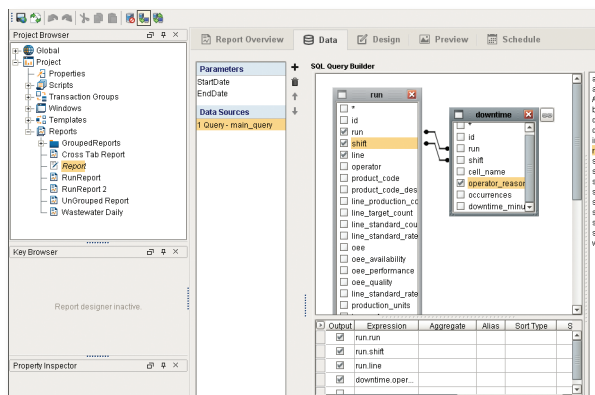 Project Browser
Global
Project
Properties
Scripts
Transaction Groups
Windows
Templates
Reports
GroupedReports
Cross Tab Report
Report
RunReport
RunReport 2
UnGrouped Report
Wastewater Daily
Key Browser
Report designer inactive.
Property Inspector
Report Overview
Data
Design
Preview
Schedule
Parameters
StartDate
EndDate
Data Sources
1 Query - main_query
SQL Query Builder
run
*
id
run
shift
line
operator
product_code
product_code_des
line_production_cc
line_target_count
line_standard_cou
line_standard_rate
oee
oee_availability
oee_performance
oee_quality
line_standard_rate
production_units
downtime
*
id
run
shift
cell_name
operator_reason
occurrences
downtime_minu
Output Expression Aggregate Alias Sort Type S
run.run
run.shift
run.line
downtime.oper...